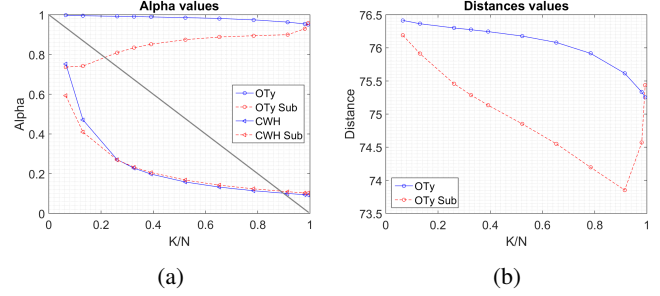 Alpha values
1
0.8
0.6
0.4
0.2
0
Alpha
0 0.2 0.4 0.6 0.8 1
K/N
OTy
OTy Sub
CWH
CWH Sub
(a)
Distances values
76.5
76
75.5
75
74.5
74
73.5
Distance
0 0.2 0.4 0.6 0.8 1
K/N
OTy
OTy Sub
(b)